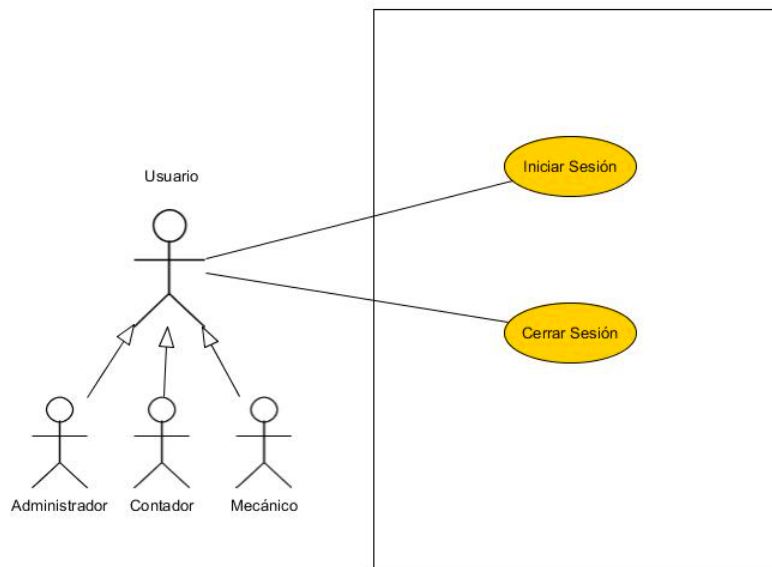 Iniciar Sesión
Usuario
Cerrar Sesión
Administrador
Contador
Mecánico